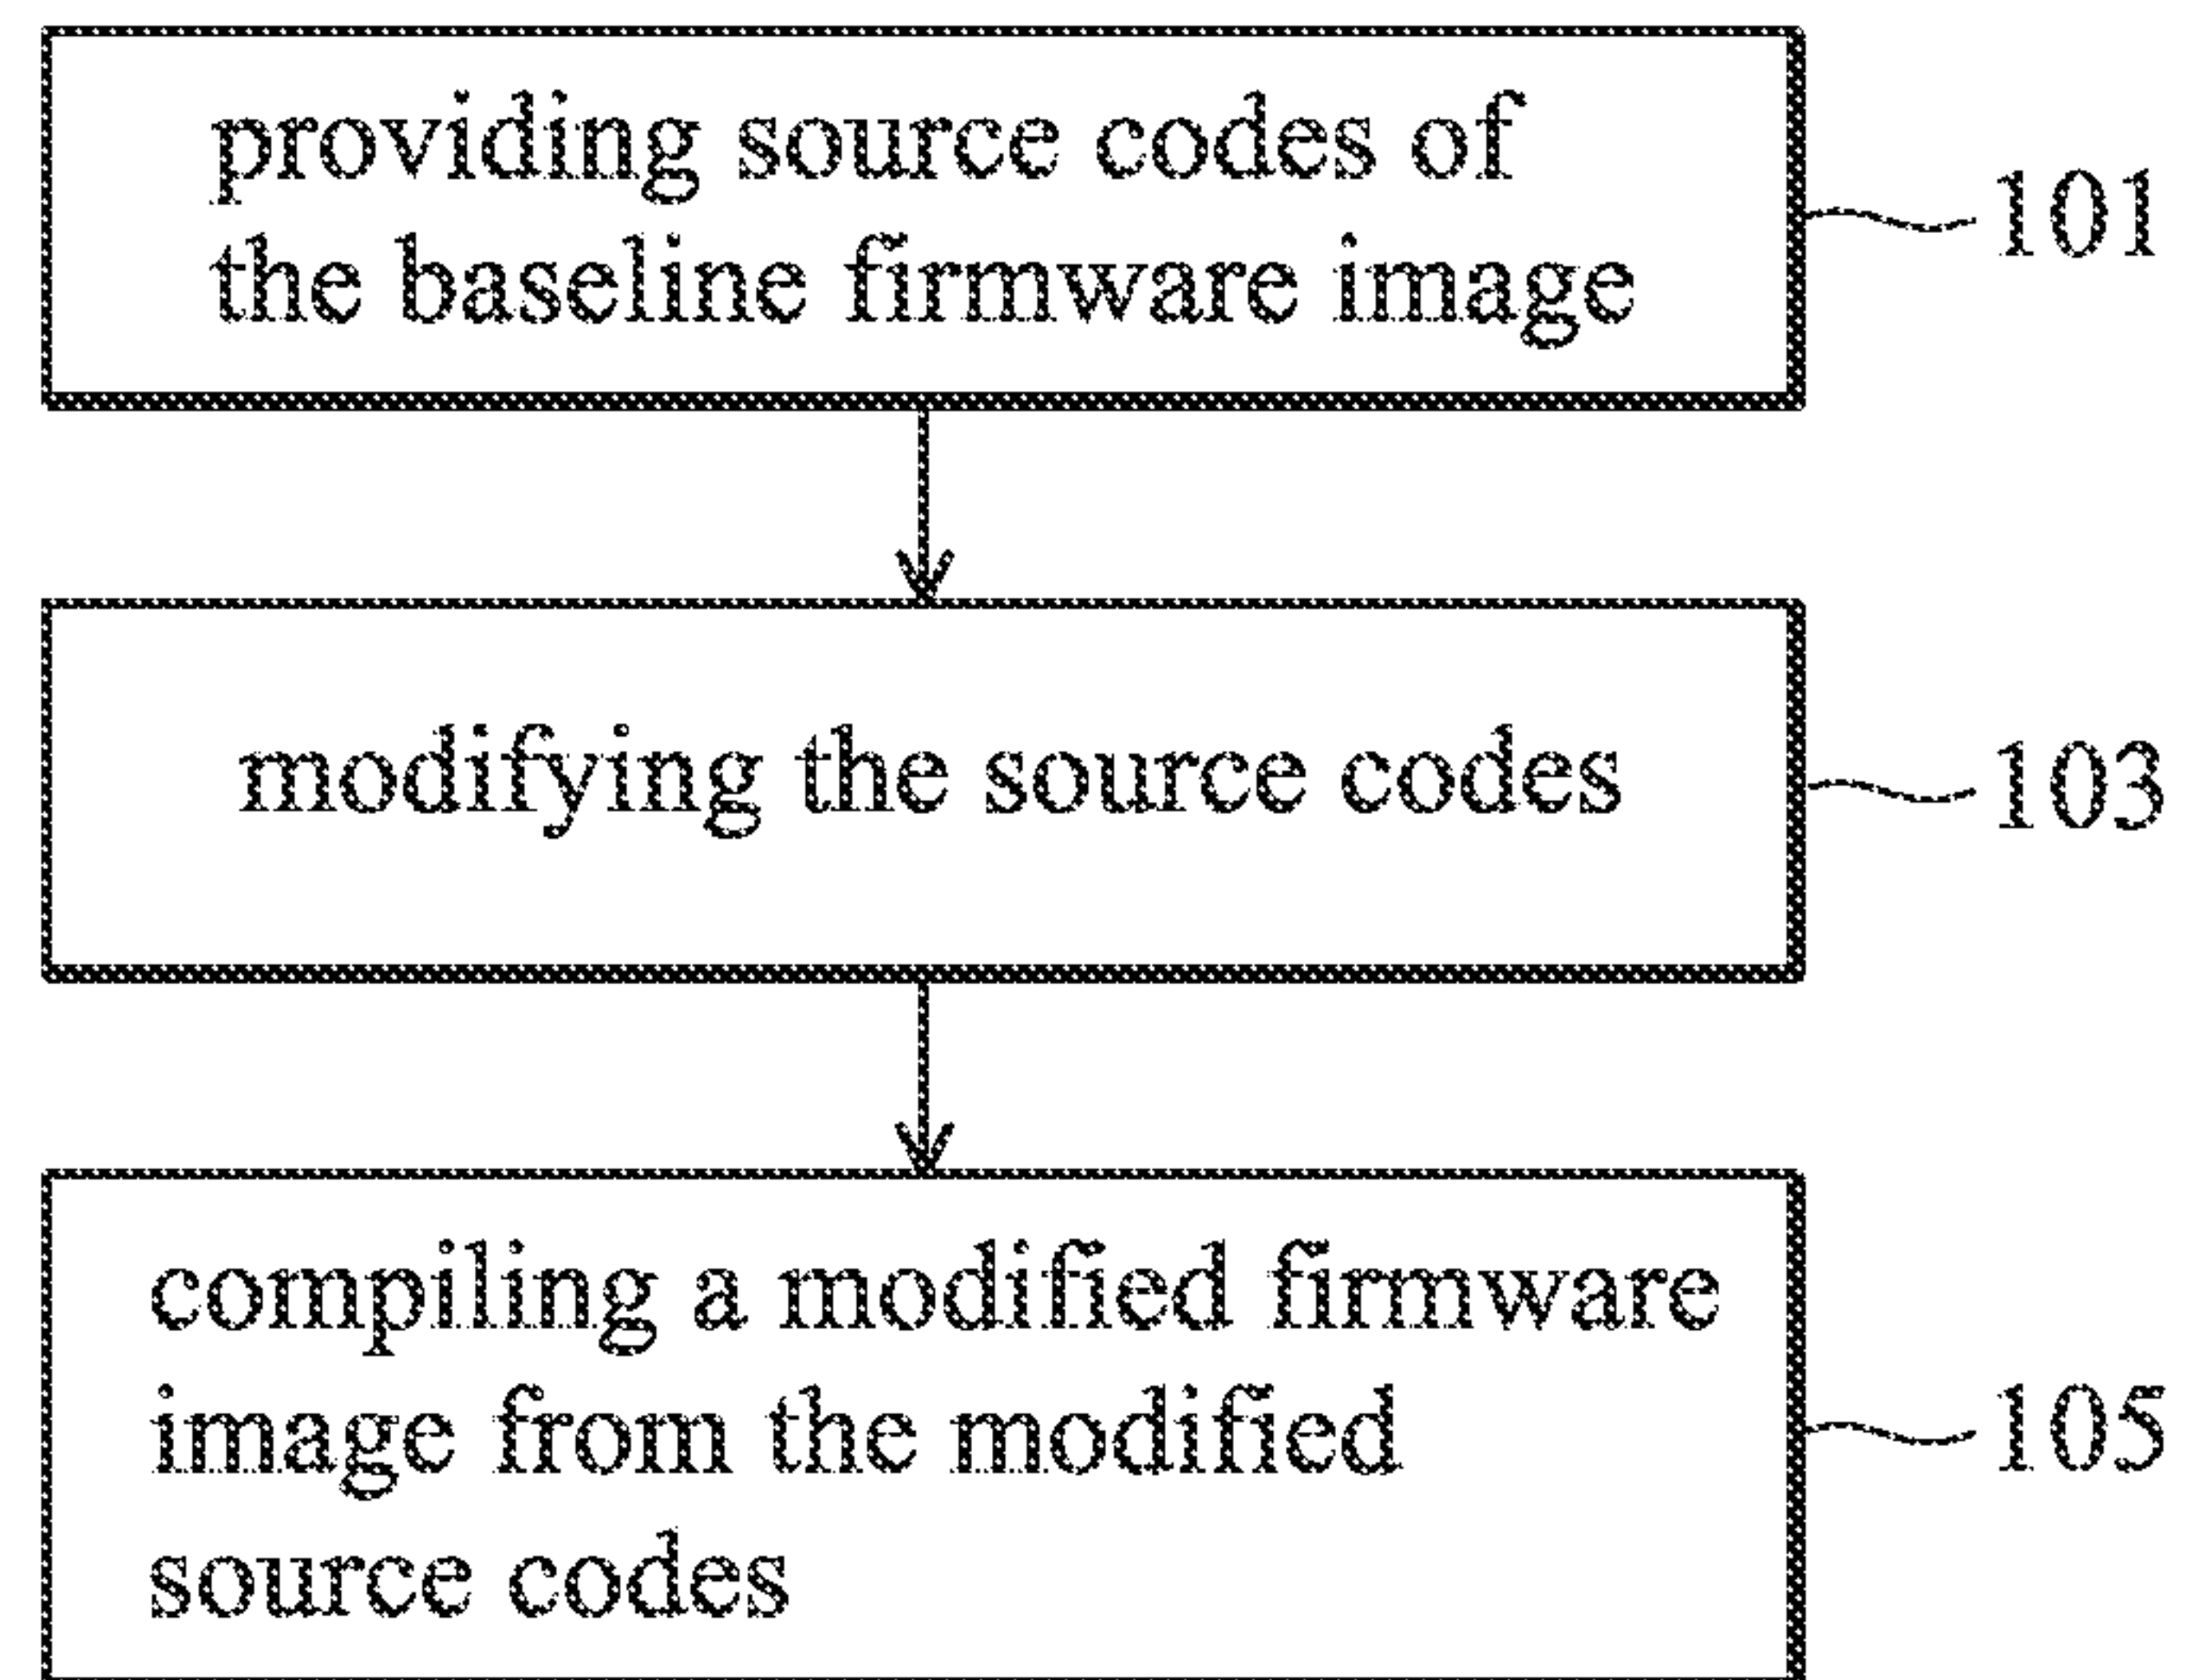 providing source codes of
the baseline firmware image
101
modifying the source codes
103
compiling a modified firmware
image from the modified
source codes
105